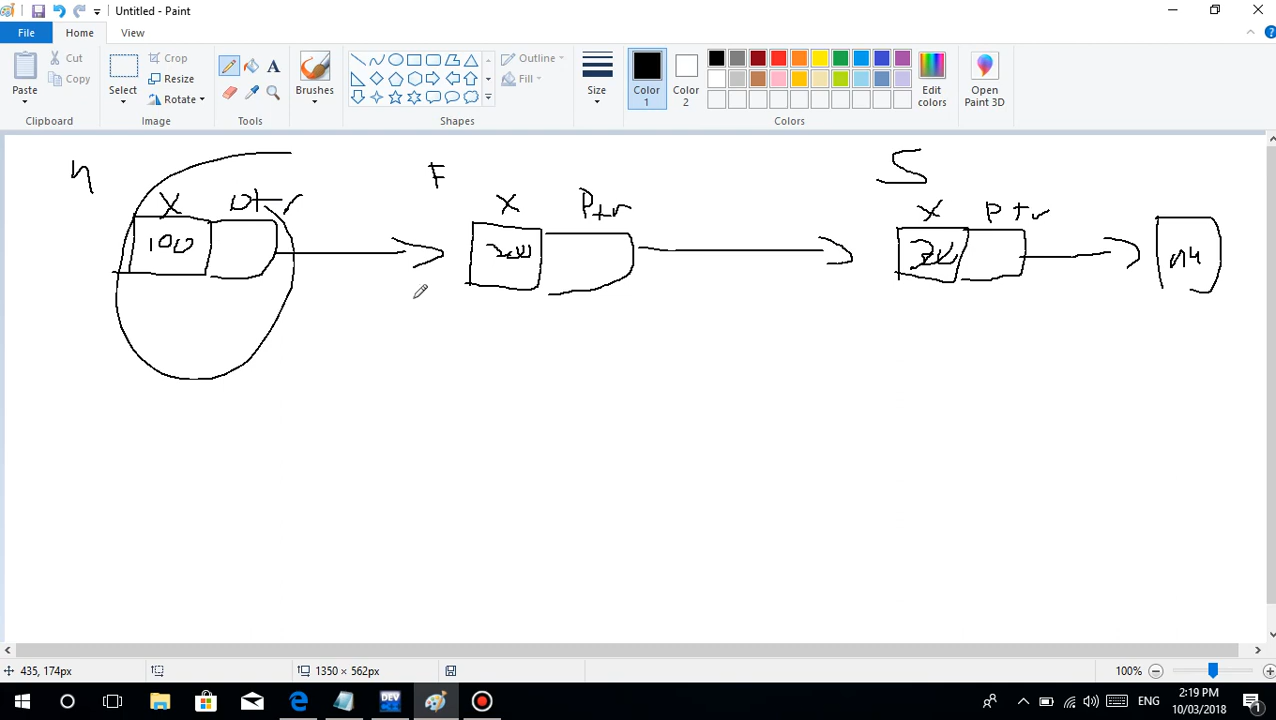 Untitled - Paint
File Home View
Paste Cut Copy
Clipboard
Select Crop Resize Rotate
Image
Tools
Brushes
Shapes
Outline Fill
Size
Color 1 Color 2
Colors
Edit colors
Open Paint 3D
n F S
X ptr X Ptr X ptr
100 200
435, 174px 1350 × 562px 100%
DEV
ENG 2:19 PM
10/03/2018